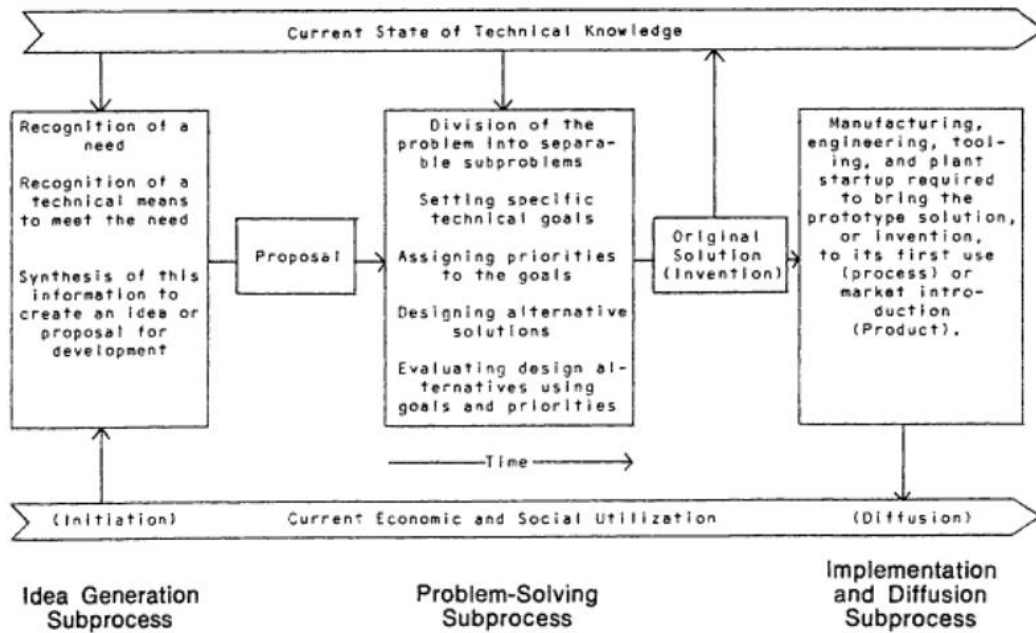 Current State of Technical Knowledge
Recognition of a
need
Recognition of a
technical means
to meet the need
Synthesis of this
information to
create an idea or
proposal for
development
Proposal
Division of the
problem into separa-
ble subproblems
Setting specific
technical goals
Assigning priorities
to the goals
Designing alternative
solutions
Evaluating design al-
ternatives using
goals and priorities
Original
Solution
(Invention)
Manufacturing,
engineering, tool-
ing, and plant
startup required
to bring the
prototype solution,
or invention,
to its first use
(process) or
market intro-
duction
(Product).
Time
(Initiation) Current Economic and Social Utilization (Diffusion)
Idea Generation
Subprocess
Problem-Solving
Subprocess
Implementation
and Diffusion
Subprocess